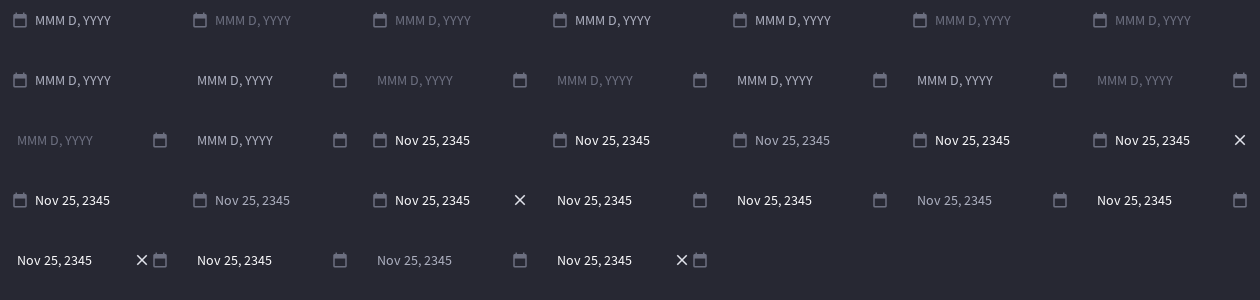 MMM D, YYYY MMM D, YYYY MMM D, YYYY MMM D, YYYY MMM D, YYYY MMM D, YYYY MMM D, YYYY
MMM D, YYYY MMM D, YYYY MMM D, YYYY MMM D, YYYY MMM D, YYYY MMM D, YYYY MMM D, YYYY
MMM D, YYYY MMM D, YYYY Nov 25, 2345 Nov 25, 2345 Nov 25, 2345 Nov 25, 2345 Nov 25, 2345
Nov 25, 2345 Nov 25, 2345 Nov 25, 2345 Nov 25, 2345 Nov 25, 2345 Nov 25, 2345 Nov 25, 2345
Nov 25, 2345 Nov 25, 2345 Nov 25, 2345 Nov 25, 2345